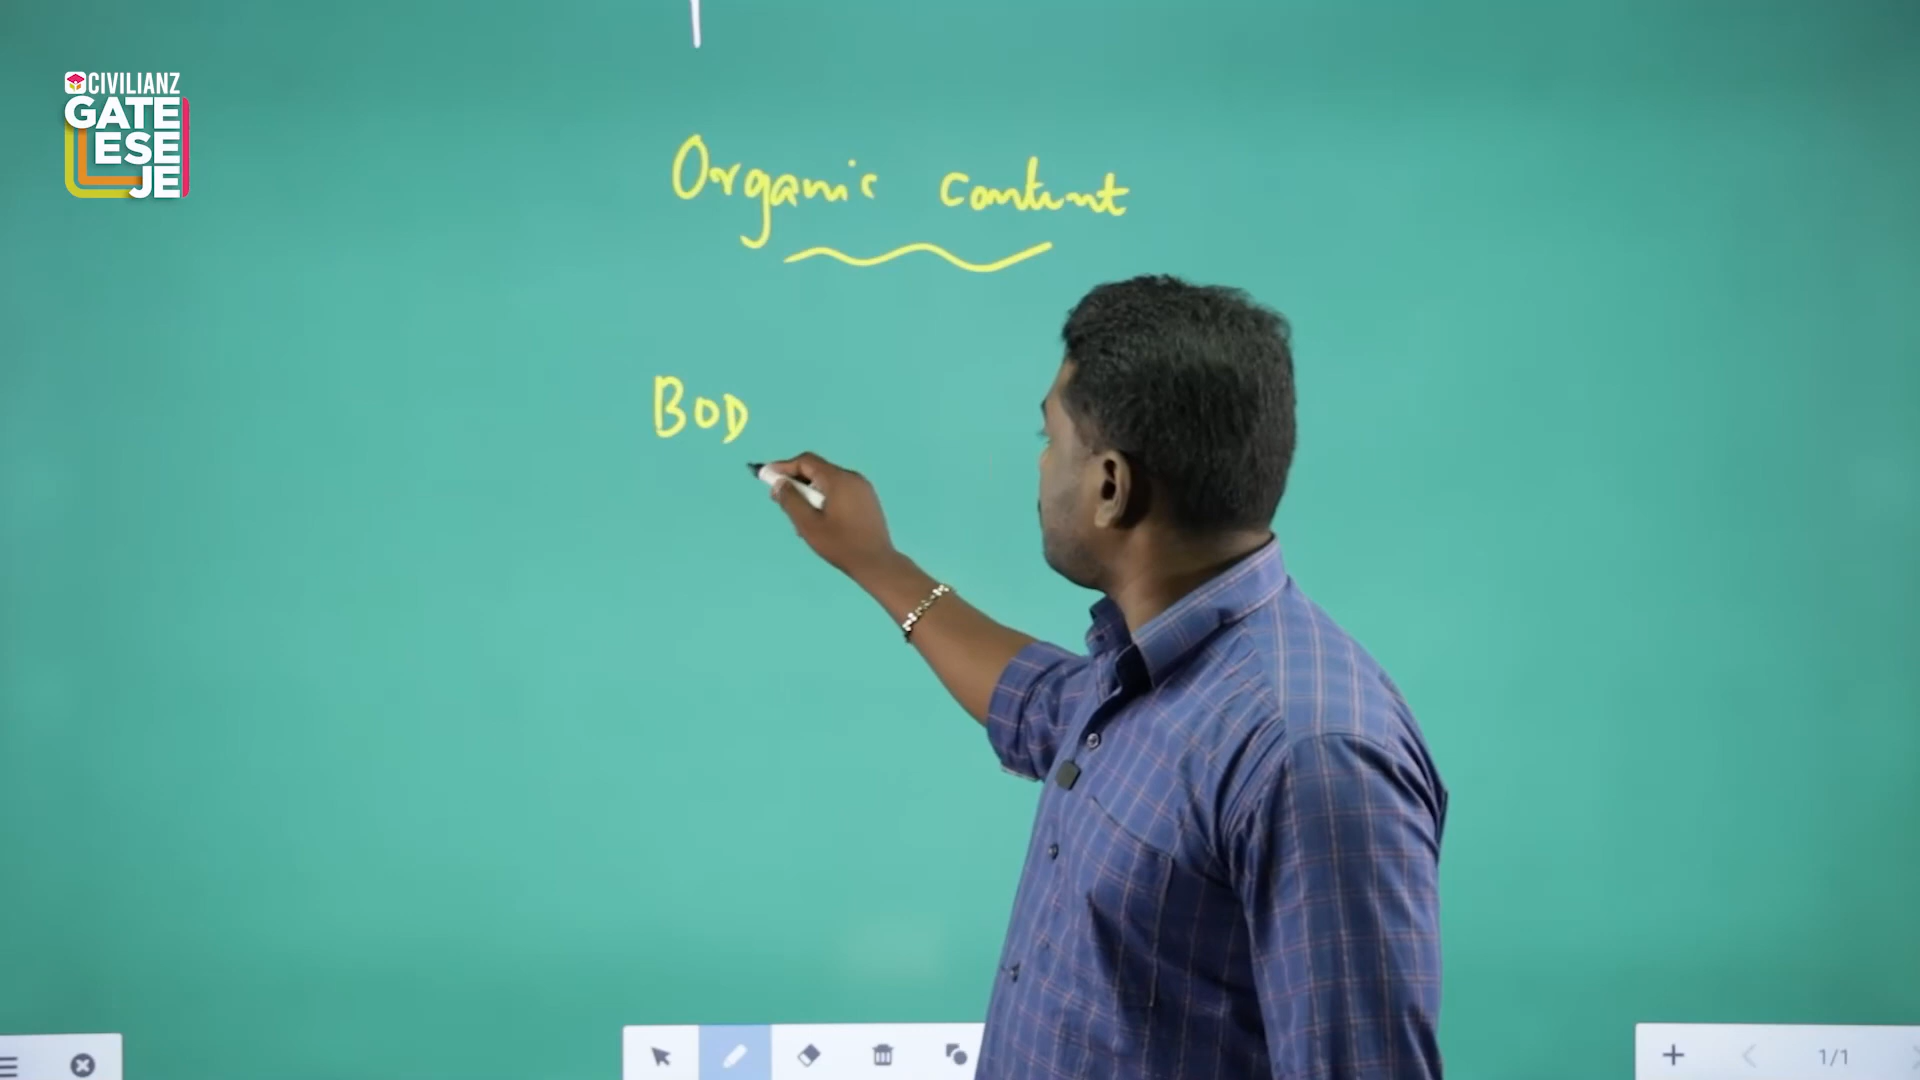 CIVILIANZ
GATE
ESE
JE
Organic content
BOD
1/1